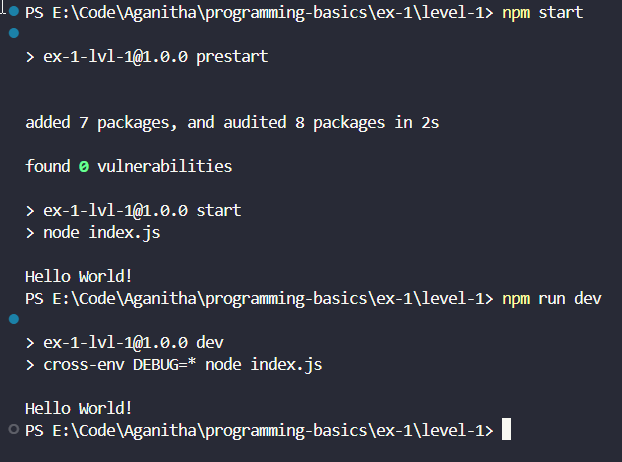 PS E:\Code\Aganitha\programming-basics\ex-1\level-1> npm start
> ex-1-lvl-1@1.0.0 prestart
added 7 packages, and audited 8 packages in 2s
found 0 vulnerabilities
> ex-1-lvl-1@1.0.0 start
> node index.js
Hello World!
PS E:\Code\Aganitha\programming-basics\ex-1\level-1> npm run dev
> ex-1-lvl-1@1.0.0 dev
> cross-env DEBUG=* node index.js
Hello World!
PS E:\Code\Aganitha\programming-basics\ex-1\level-1>